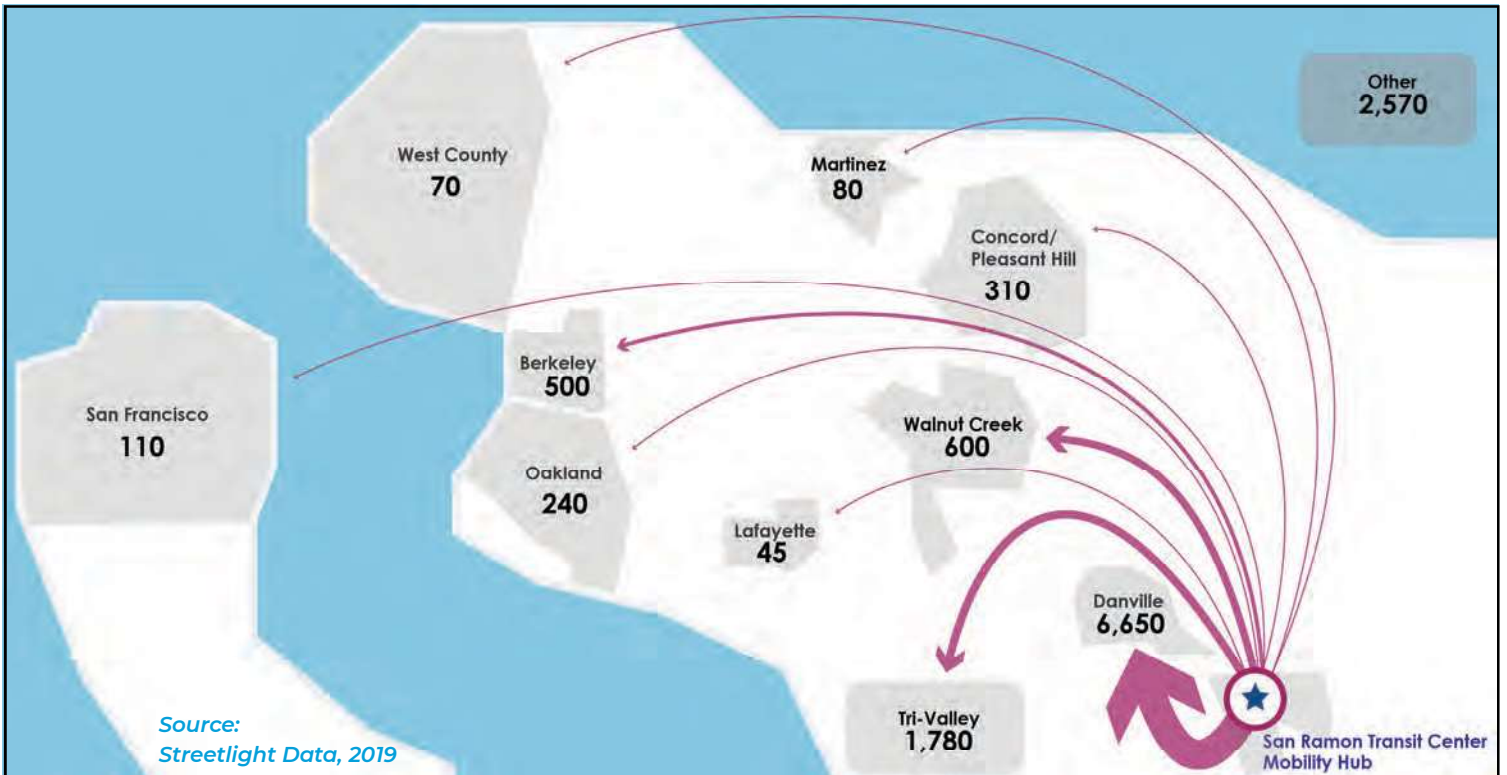 Other
2,570
West County
70
Martinez
80
Concord/
Pleasant Hill
310
Berkeley
500
San Francisco
110
Walnut Creek
600
Oakland
240
Lafayette
45
Danville
6,650
Tri-Valley
1,780
San Ramon Transit Center
Mobility Hub
Source:
Streetlight Data, 2019